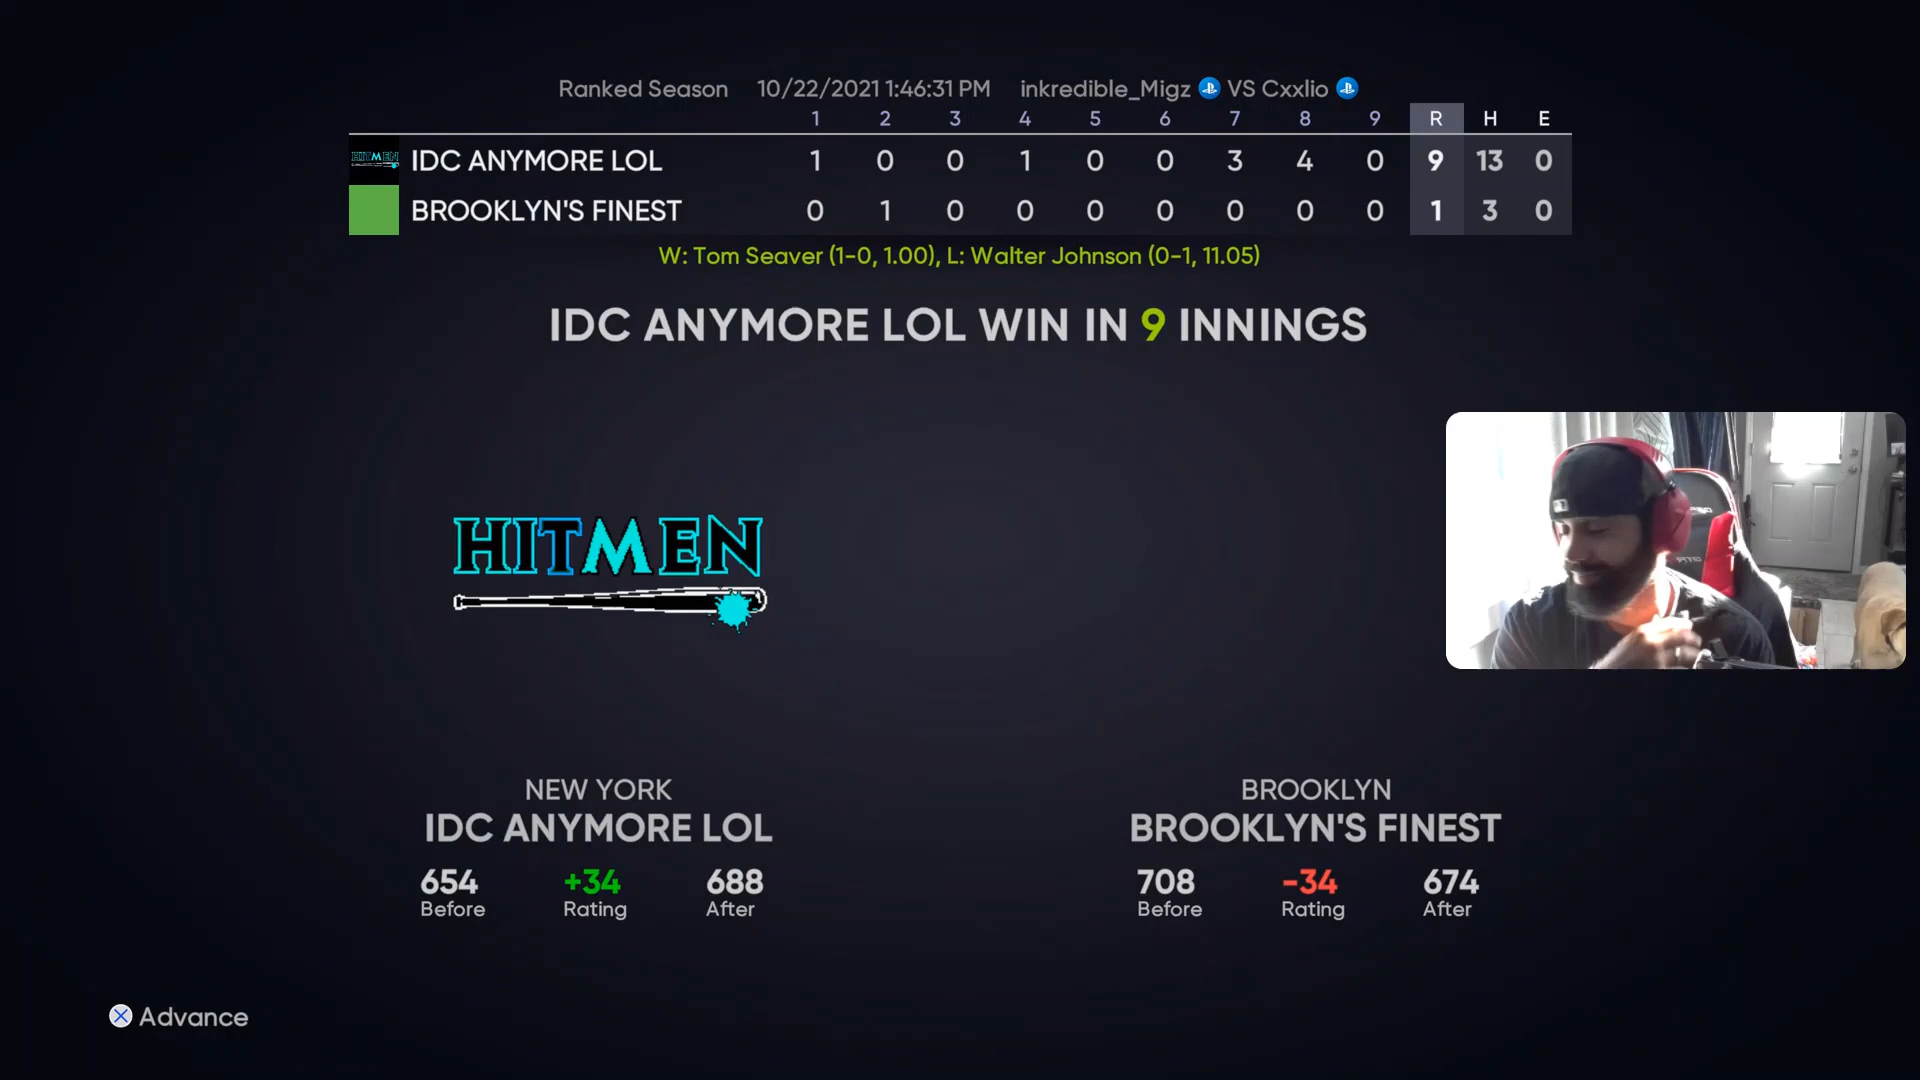 Ranked Season 10/22/2021 1:46:31 PM inkredible_Migz VS Cxxlio
1 2 3 4 5 6 7 8 9 R H E
HITMEN IDC ANYMORE LOL 1 0 0 1 0 0 3 4 0 9 13 0
BROOKLYN'S FINEST 0 1 0 0 0 0 0 0 0 1 3 0
W: Tom Seaver (1-0, 1.00), L: Walter Johnson (0-1, 11.05)
IDC ANYMORE LOL WIN IN 9 INNINGS
HITMEN
NEW YORK
IDC ANYMORE LOL
654 +34 688
Before Rating After
BROOKLYN
BROOKLYN'S FINEST
708 -34 674
Before Rating After
Advance